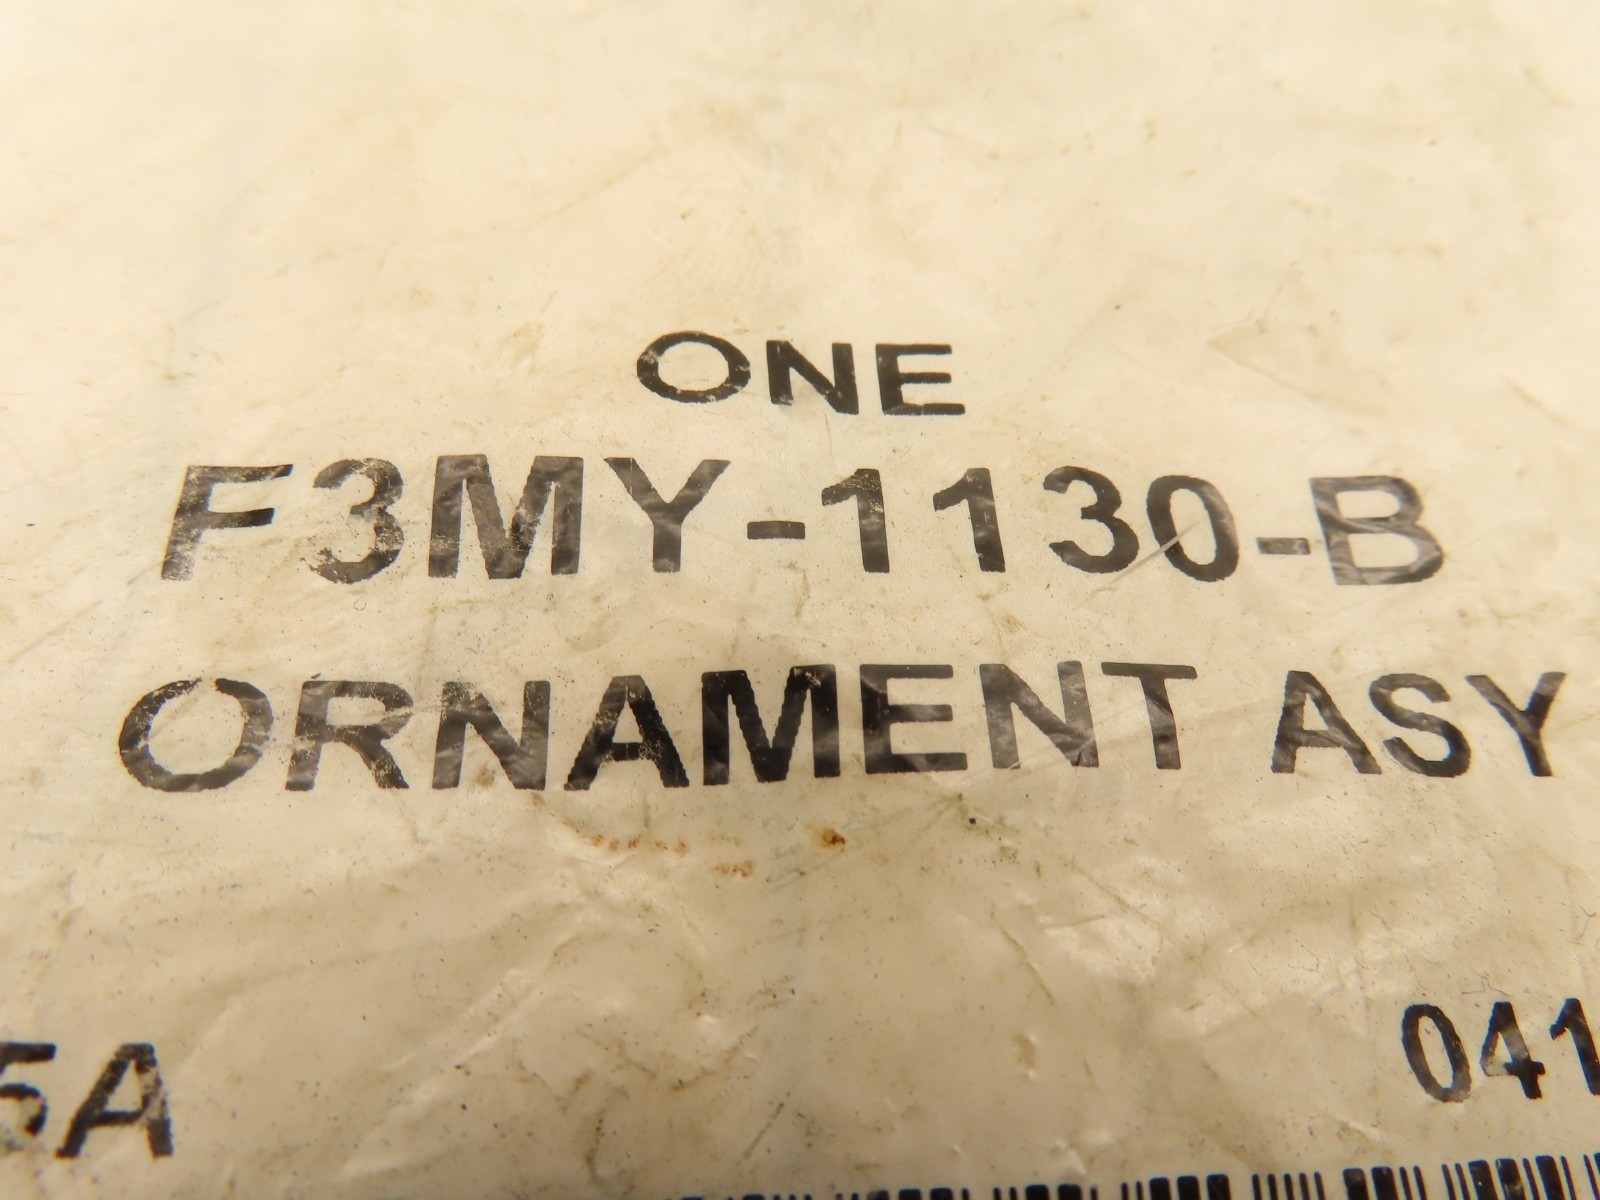 ONE
F3MY-1130-B
ORNAMENT ASY
5A 041